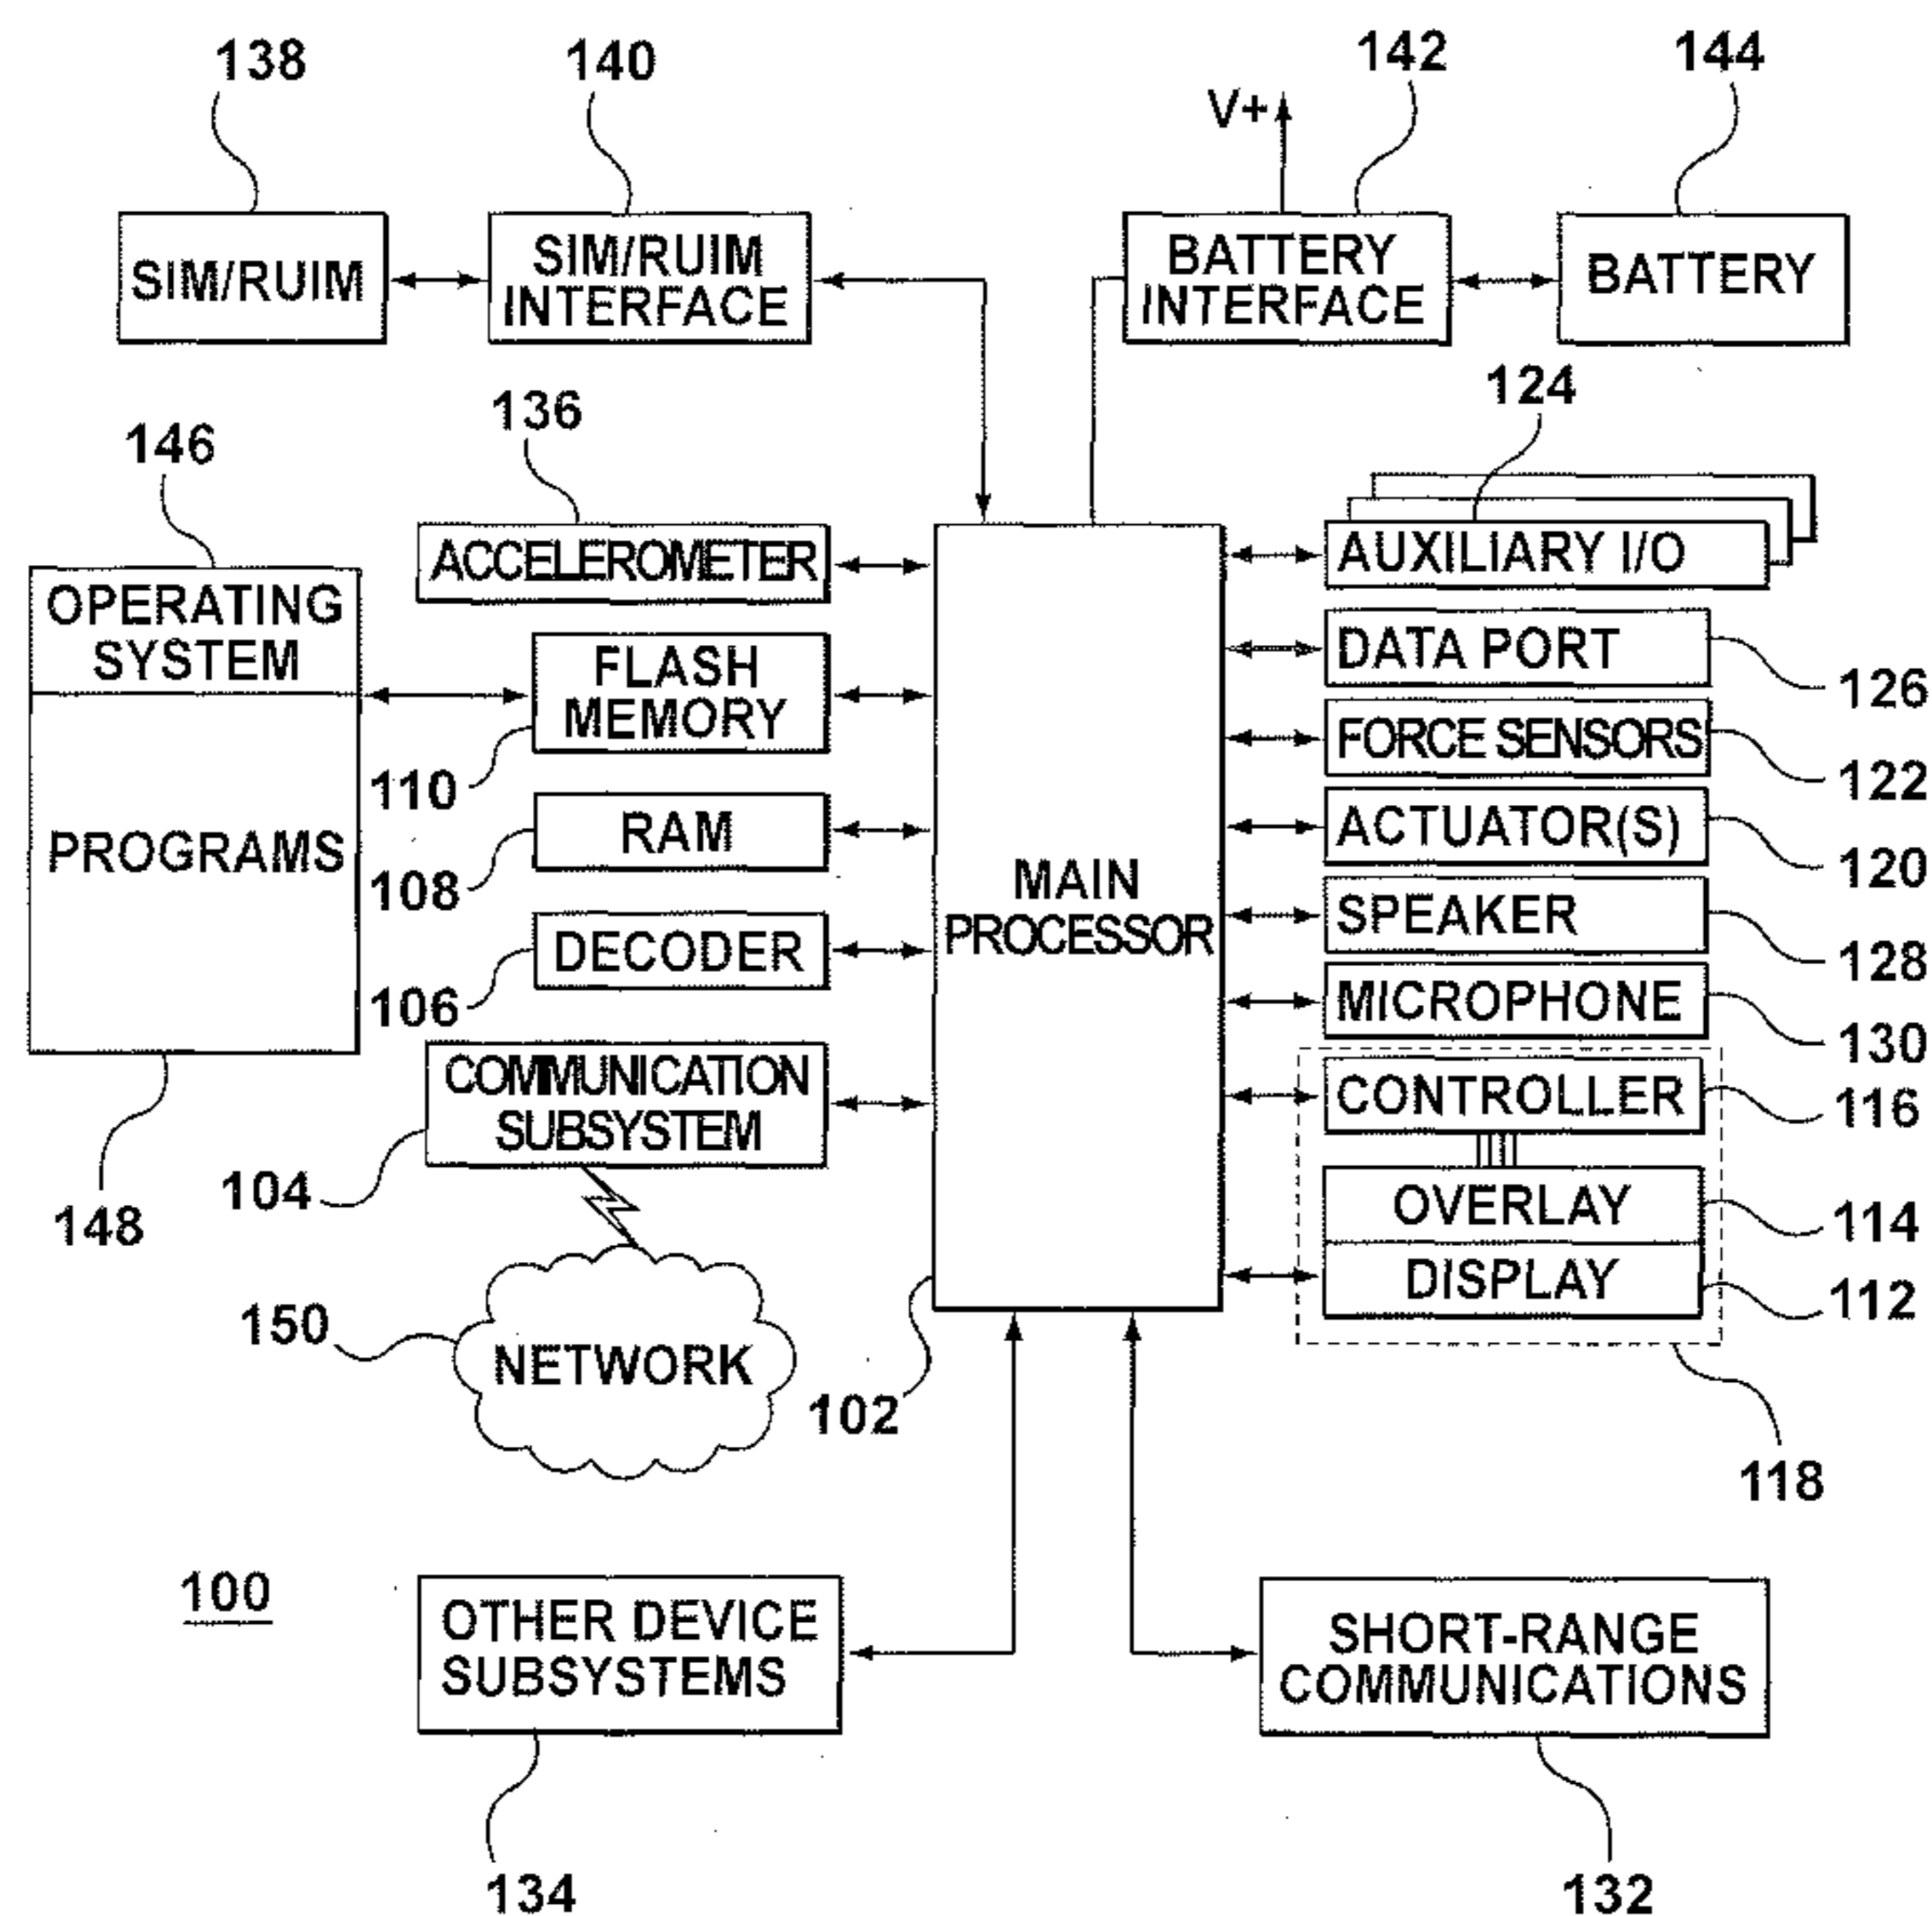 138
140
142
144
V+
SIM/RUIM
SIM/RUIM
INTERFACE
BATTERY
INTERFACE
BATTERY
136
124
146
ACCELEROMETER
AUXILIARY I/O
OPERATING
SYSTEM
FLASH
MEMORY
DATA PORT
126
110
FORCE SENSORS
122
PROGRAMS
RAM
108
MAIN
PROCESSOR
ACTUATOR(S)
120
DECODER
106
SPEAKER
128
MICROPHONE
130
COMMUNICATION
SUBSYSTEM
104
CONTROLLER
116
148
OVERLAY
114
DISPLAY
112
150
NETWORK
102
118
100
OTHER DEVICE
SUBSYSTEMS
SHORT-RANGE
COMMUNICATIONS
134
132